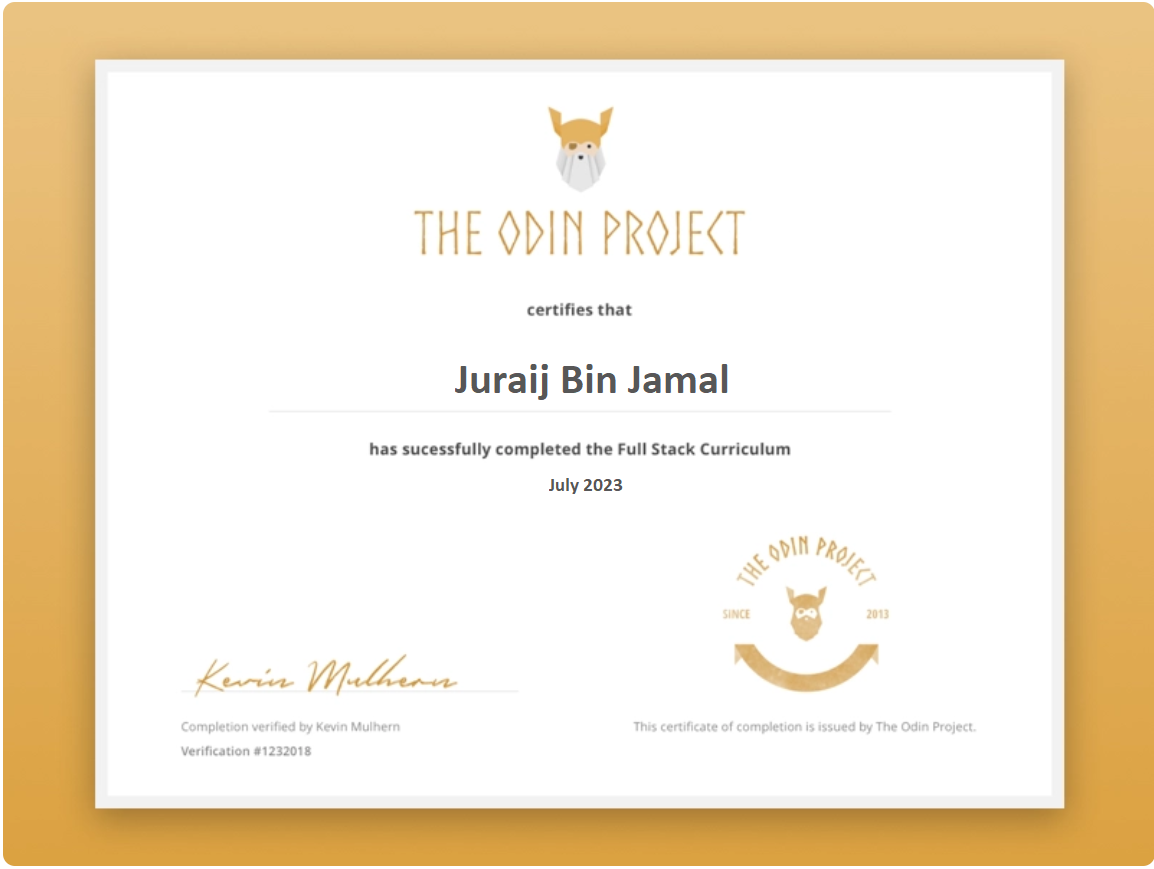 THE ODIN PROJECT
certifies that
Juraij Bin Jamal
has sucessfully completed the Full Stack Curriculum
July 2023
THE ODIN PROJECT
SINCE 2013
Kevin Mulhern
Completion verified by Kevin Mulhern
Verification #1232018
This certificate of completion is issued by The Odin Project.